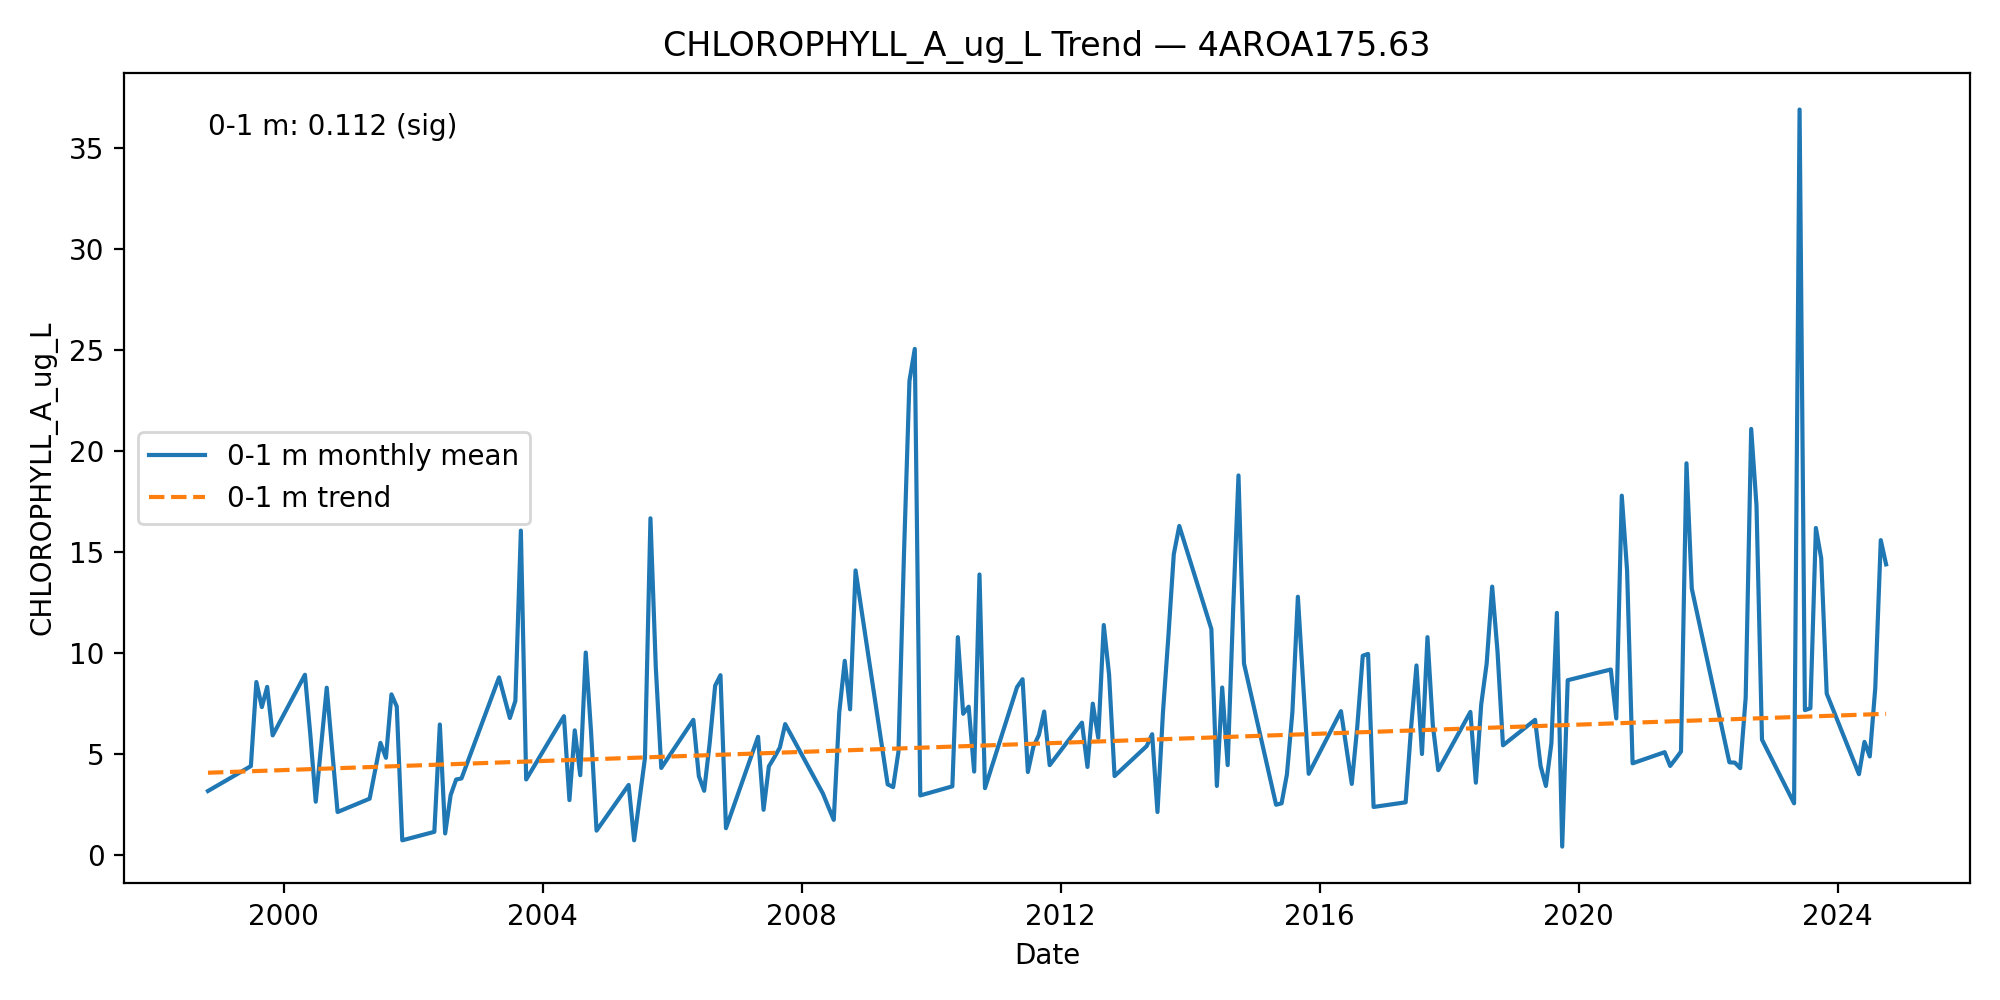 CHLOROPHYLL_A_ug_L Trend — 4AROA175.63
0-1 m: 0.112 (sig)
CHLOROPHYLL_A_ug_L
35
30
25
20
15
10
5
0
0-1 m monthly mean
0-1 m trend
2000 2004 2008 2012 2016 2020 2024
Date